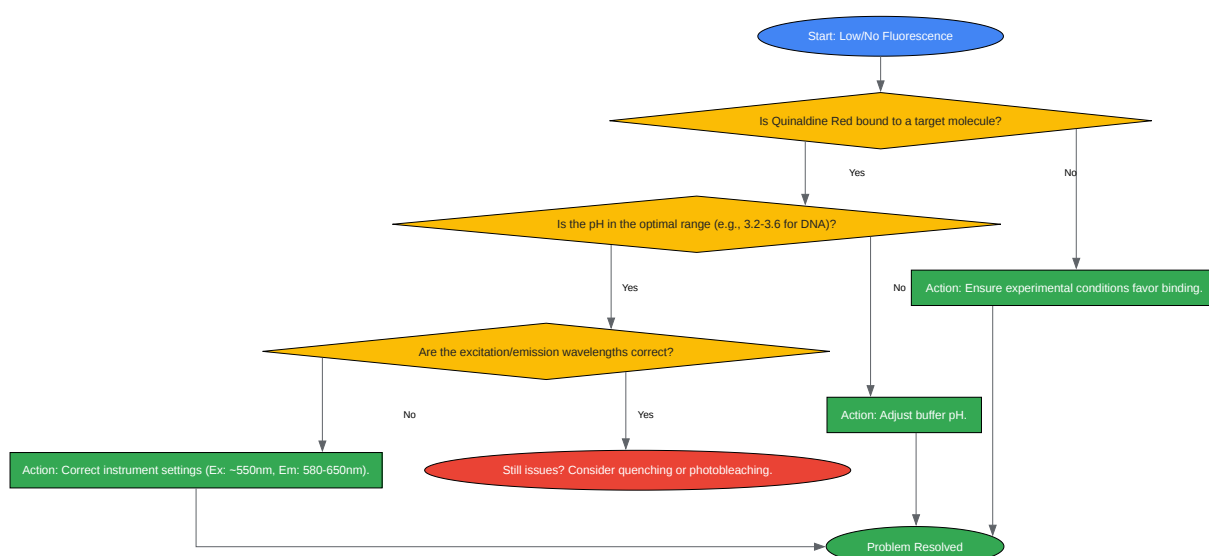 Start: Low/No Fluorescence
Is Quinaldine Red bound to a target molecule?
Yes
No
Is the pH in the optimal range (e.g., 3.2-3.6 for DNA)?
Yes
No
Action: Ensure experimental conditions favor binding.
Are the excitation/emission wavelengths correct?
No
Yes
Action: Adjust buffer pH.
Action: Correct instrument settings (Ex: ~550nm, Em: 580-650nm).
Still issues? Consider quenching or photobleaching.
Problem Resolved